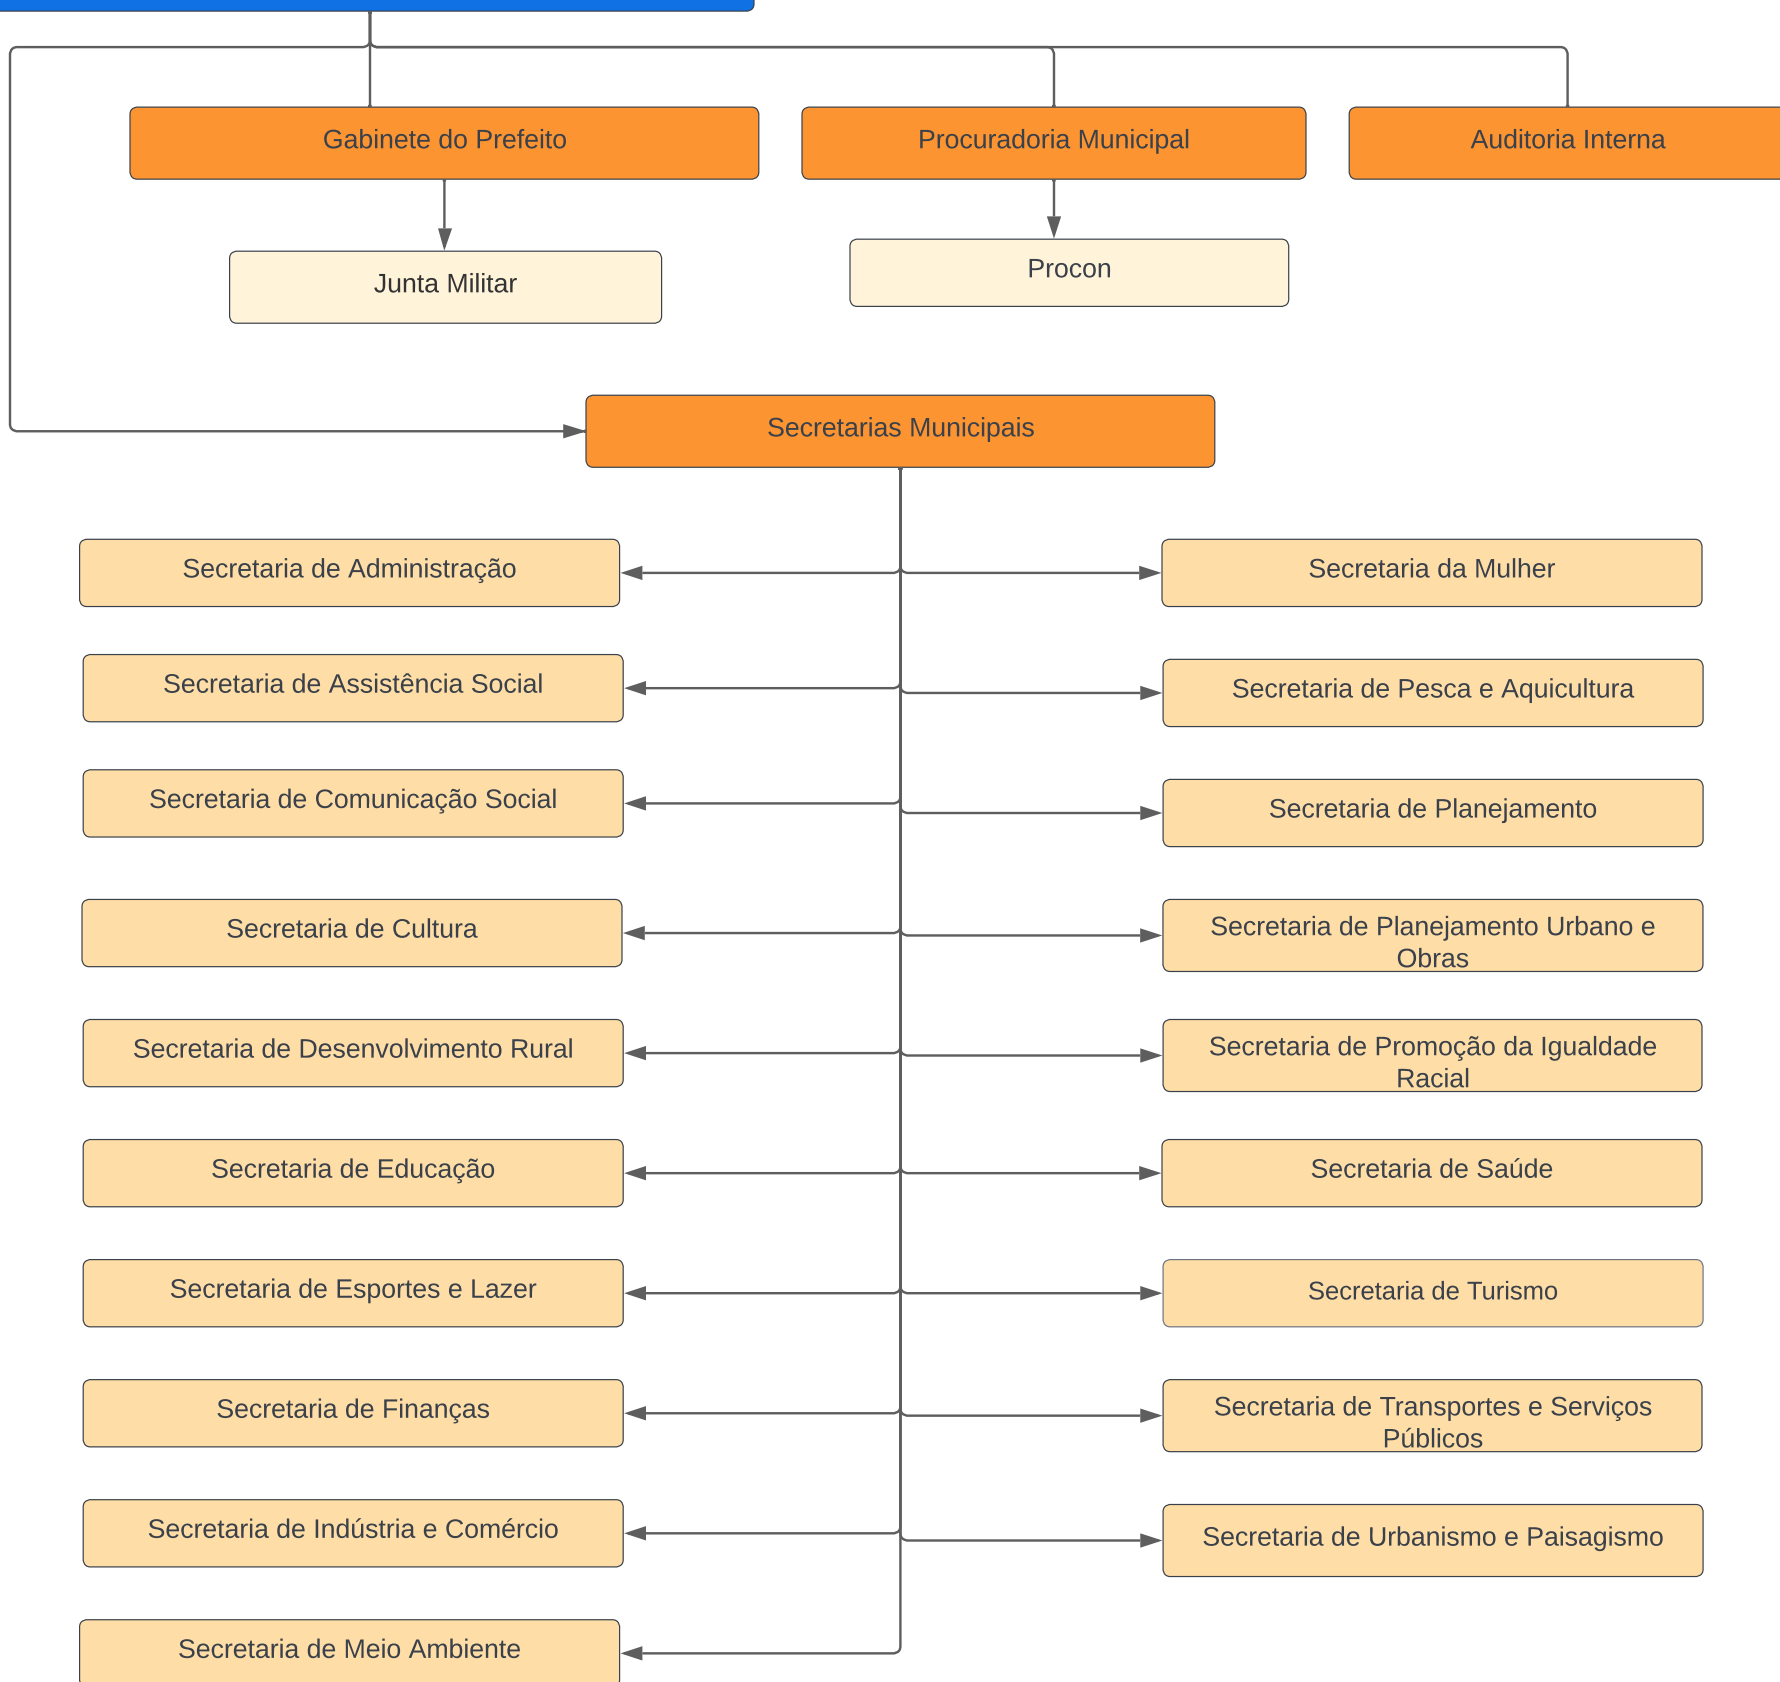 Gabinete do Prefeito
Procuradoria Municipal
Auditoria Interna
Junta Militar
Procon
Secretarias Municipais
Secretaria de Administração
Secretaria da Mulher
Secretaria de Assistência Social
Secretaria de Pesca e Aquicultura
Secretaria de Comunicação Social
Secretaria de Planejamento
Secretaria de Cultura
Secretaria de Planejamento Urbano e
Obras
Secretaria de Desenvolvimento Rural
Secretaria de Promoção da Igualdade
Racial
Secretaria de Educação
Secretaria de Saúde
Secretaria de Esportes e Lazer
Secretaria de Turismo
Secretaria de Finanças
Secretaria de Transportes e Serviços
Públicos
Secretaria de Indústria e Comércio
Secretaria de Urbanismo e Paisagismo
Secretaria de Meio Ambiente